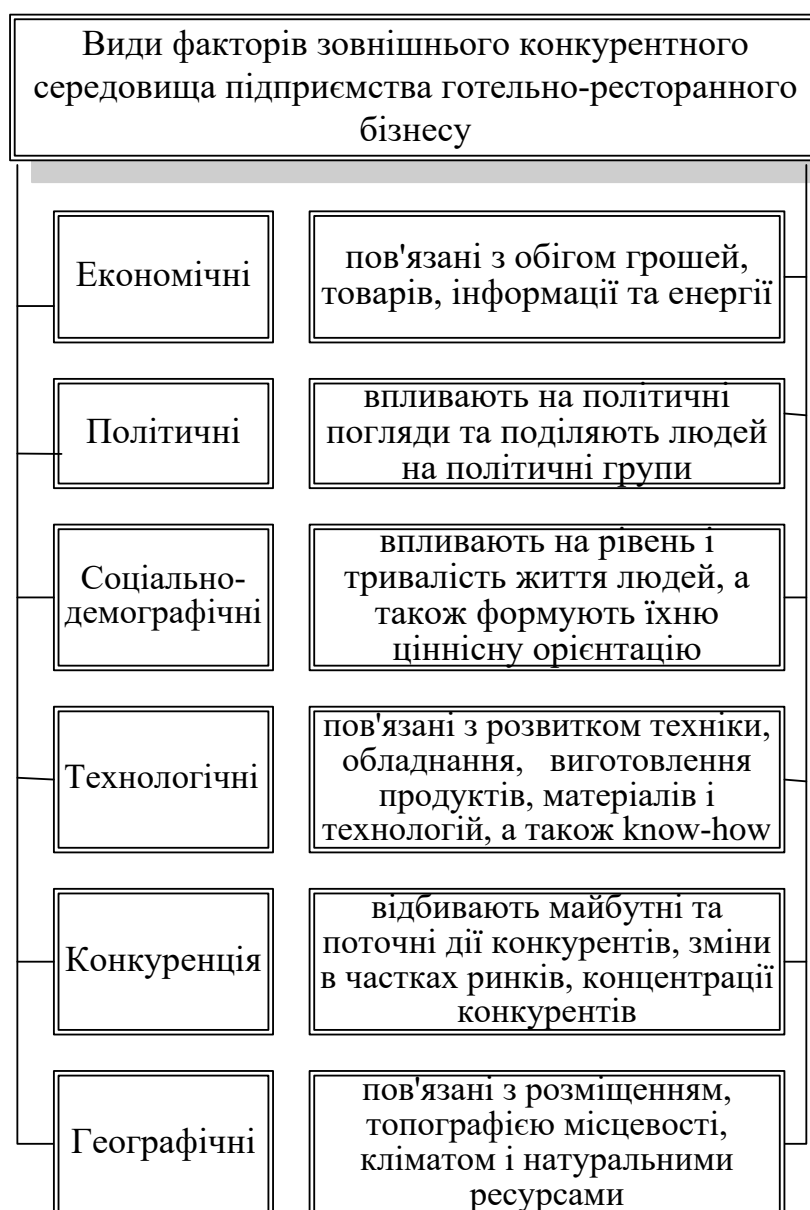 Види факторів зовнішнього конкурентного
середовища підприємства готельно-ресторанного
бізнесу
Економічні
пов'язані з обігом грошей,
товарів, інформації та енергії
Політичні
впливають на політичні
погляди та поділяють людей
на політичні групи
Соціально-
демографічні
впливають на рівень і
тривалість життя людей, а
також формують їхню
ціннісну орієнтацію
Технологічні
пов'язані з розвитком техніки,
обладнання, виготовлення
продуктів, матеріалів і
технологій, а також know-how
Конкуренція
відбивають майбутні та
поточні дії конкурентів, зміни
в частках ринків, концентрації
конкурентів
Географічні
пов'язані з розміщенням,
топографією місцевості,
кліматом і натуральними
ресурсами